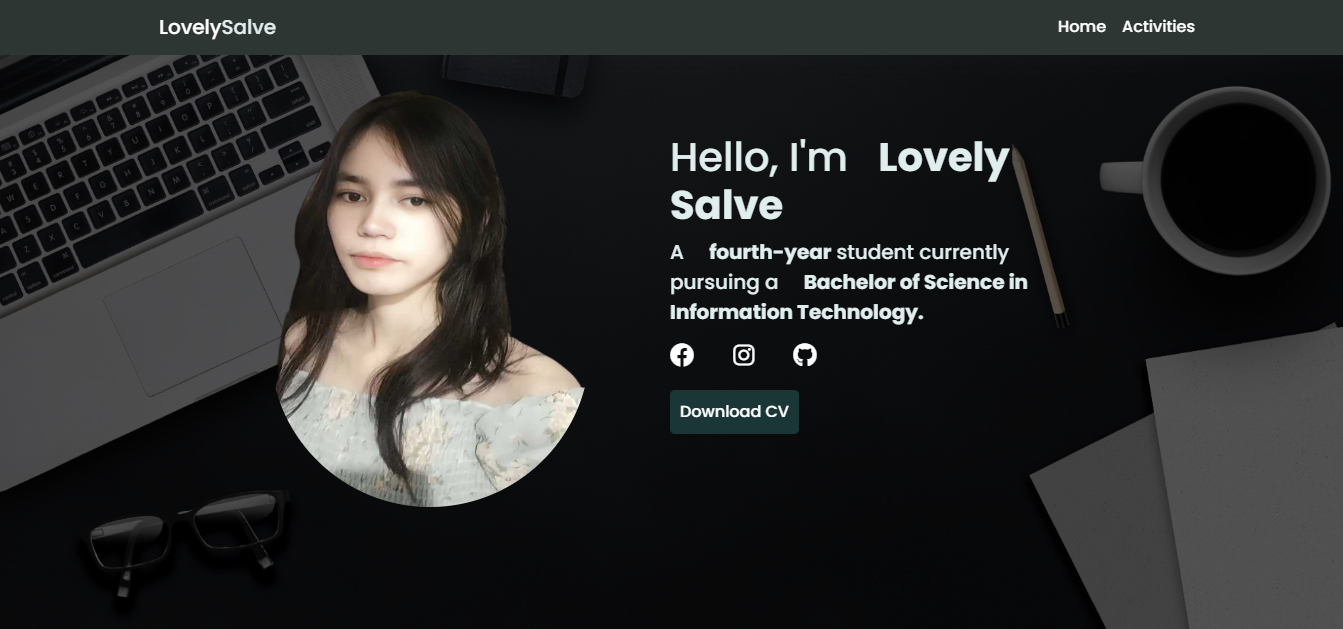 LovelySalve
Home Activities
Hello, I'm Lovely
Salve
A fourth-year student currently
pursuing a Bachelor of Science in
Information Technology.
Download CV